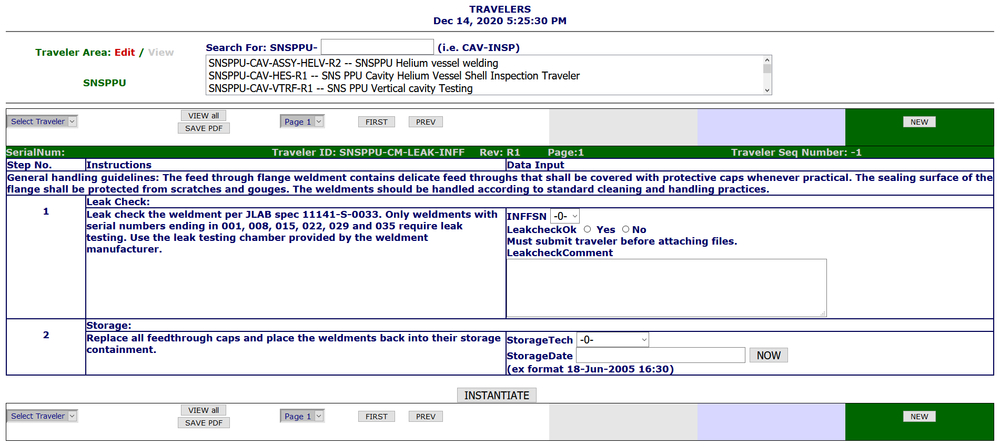 TRAVELERS
Dec 14, 2020 5:25:30 PM
Traveler Area: Edit / View
SNSPPU
Search For: SNSPPU- (i.e. CAV-INSP)
SNSPPU-CAV-ASSY-HELV-R2 -- SNSPPU Helium vessel welding
SNSPPU-CAV-HES-R1 -- SNS PPU Cavity Helium Vessel Shell Inspection Traveler
SNSPPU-CAV-VTRF-R1 -- SNS PPU Vertical cavity Testing
Select Traveler
VIEW all
SAVE PDF
Page 1
FIRST
PREV
NEW
SerialNum: Traveler ID: SNSPPU-CM-LEAK-INFF Rev: R1 Page:1 Traveler Seq Number: -1
Step No. Instructions Data Input
General handling guidelines: The feed through flange weldment contains delicate feed throughs that shall be covered with protective caps whenever practical. The sealing surface of the
flange shall be protected from scratches and gouges. The weldments should be handled according to standard cleaning and handling practices.
1
Leak Check:
Leak check the weldment per JLAB spec 11141-S-0033. Only weldments with
serial numbers ending in 001, 008, 015, 022, 029 and 035 require leak
testing. Use the leak testing chamber provided by the weldment
manufacturer.
INFFSN -0-
LeakcheckOk Yes No
Must submit traveler before attaching files.
LeakcheckComment
2
Storage:
Replace all feedthrough caps and place the weldments back into their storage
containment.
StorageTech -0-
StorageDate NOW
(ex format 18-Jun-2005 16:30)
INSTANTIATE
Select Traveler
VIEW all
SAVE PDF
Page 1
FIRST
PREV
NEW